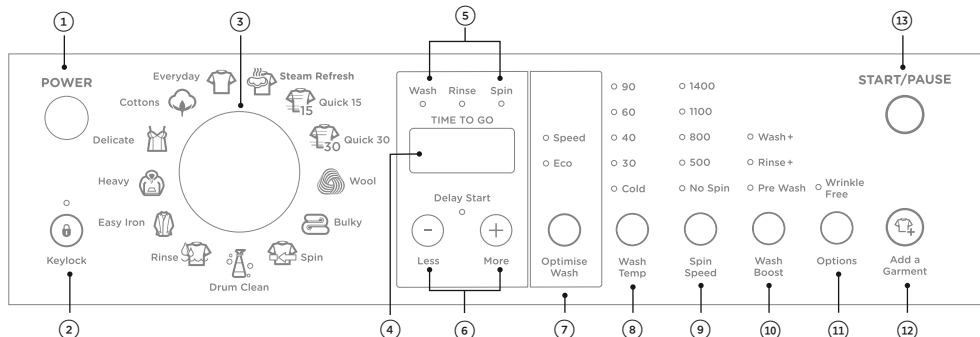 1
3
5
13
POWER
Everyday
Steam Refresh
Cottons
15
Quick 15
Delicate
30
Quick 30
Heavy
Wool
Easy Iron
Bulky
Rinse
Spin
Drum Clean
Keylock
Wash Rinse Spin
TIME TO GO
Delay Start
Less
More
Speed
Eco
Optimise
Wash
90
60
40
30
Cold
Wash
Temp
1400
1100
800
500
No Spin
Spin
Speed
Wash+
Rinse+
Pre Wash
Wash
Boost
Wrinkle
Free
Options
START/PAUSE
Add a
Garment
2
4
6
7
8
9
10
11
12